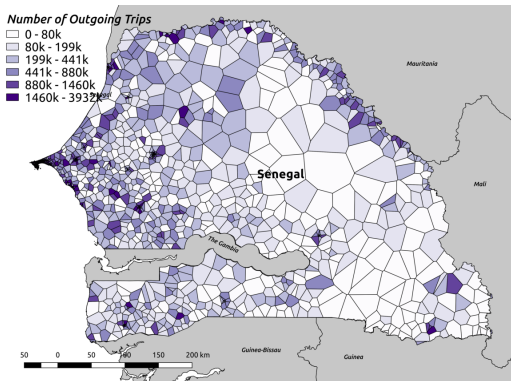 Number of Outgoing Trips
0 - 80k
80k - 199k
199k - 441k
441k - 880k
880k - 1460k
1460k - 3932k
Mauritania
Senegal
Mali
The Gambia
Guinea-Bissau
Guinea
50 0 50 100 150 200 km